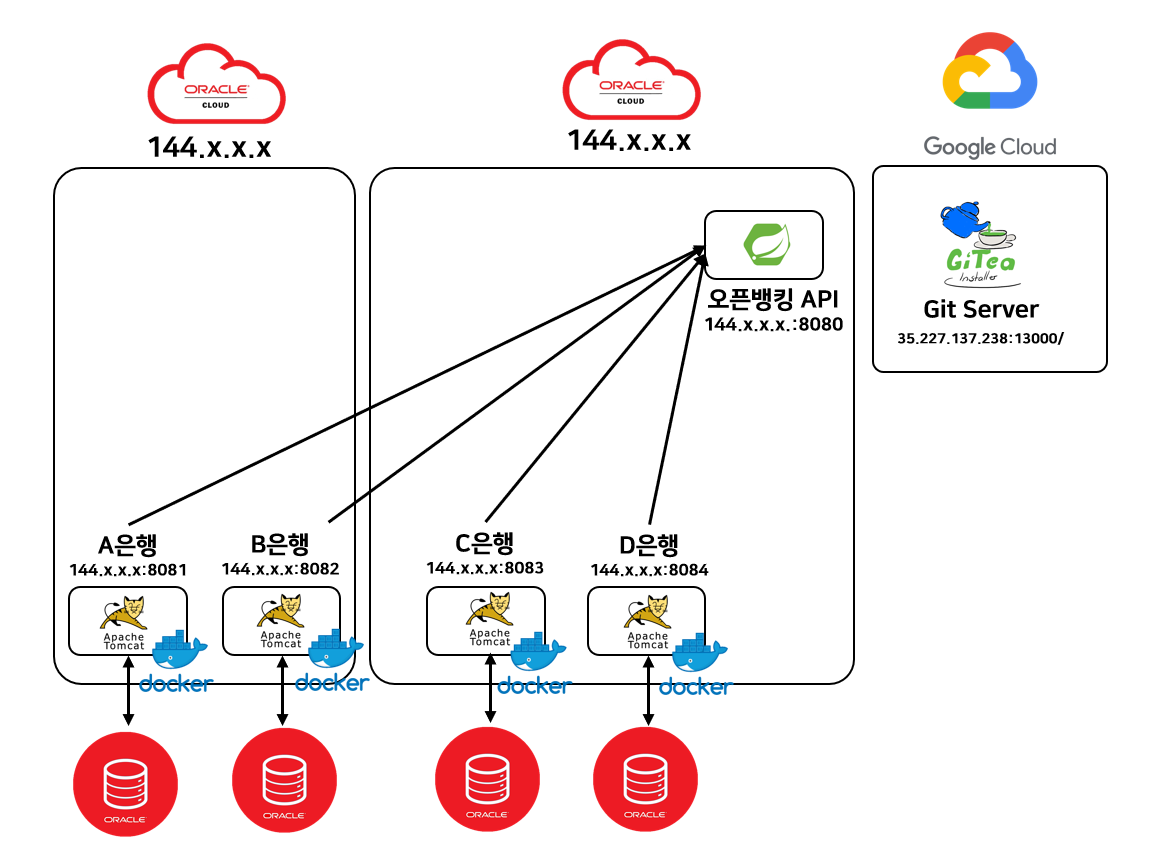 ORACLE
CLOUD
144.x.x.x
ORACLE
CLOUD
144.x.x.x
Google Cloud
GiTea
Installer
Git Server
35.227.137.238:13000/
오픈뱅킹 API
144.x.x.x.:8080
A은행
144.x.x.x:8081
Apache
Tomcat
docker
B은행
144.x.x.x:8082
Apache
Tomcat
docker
C은행
144.x.x.x:8083
Apache
Tomcat
docker
D은행
144.x.x.x:8084
Apache
Tomcat
docker
ORACLE
ORACLE
ORACLE
ORACLE